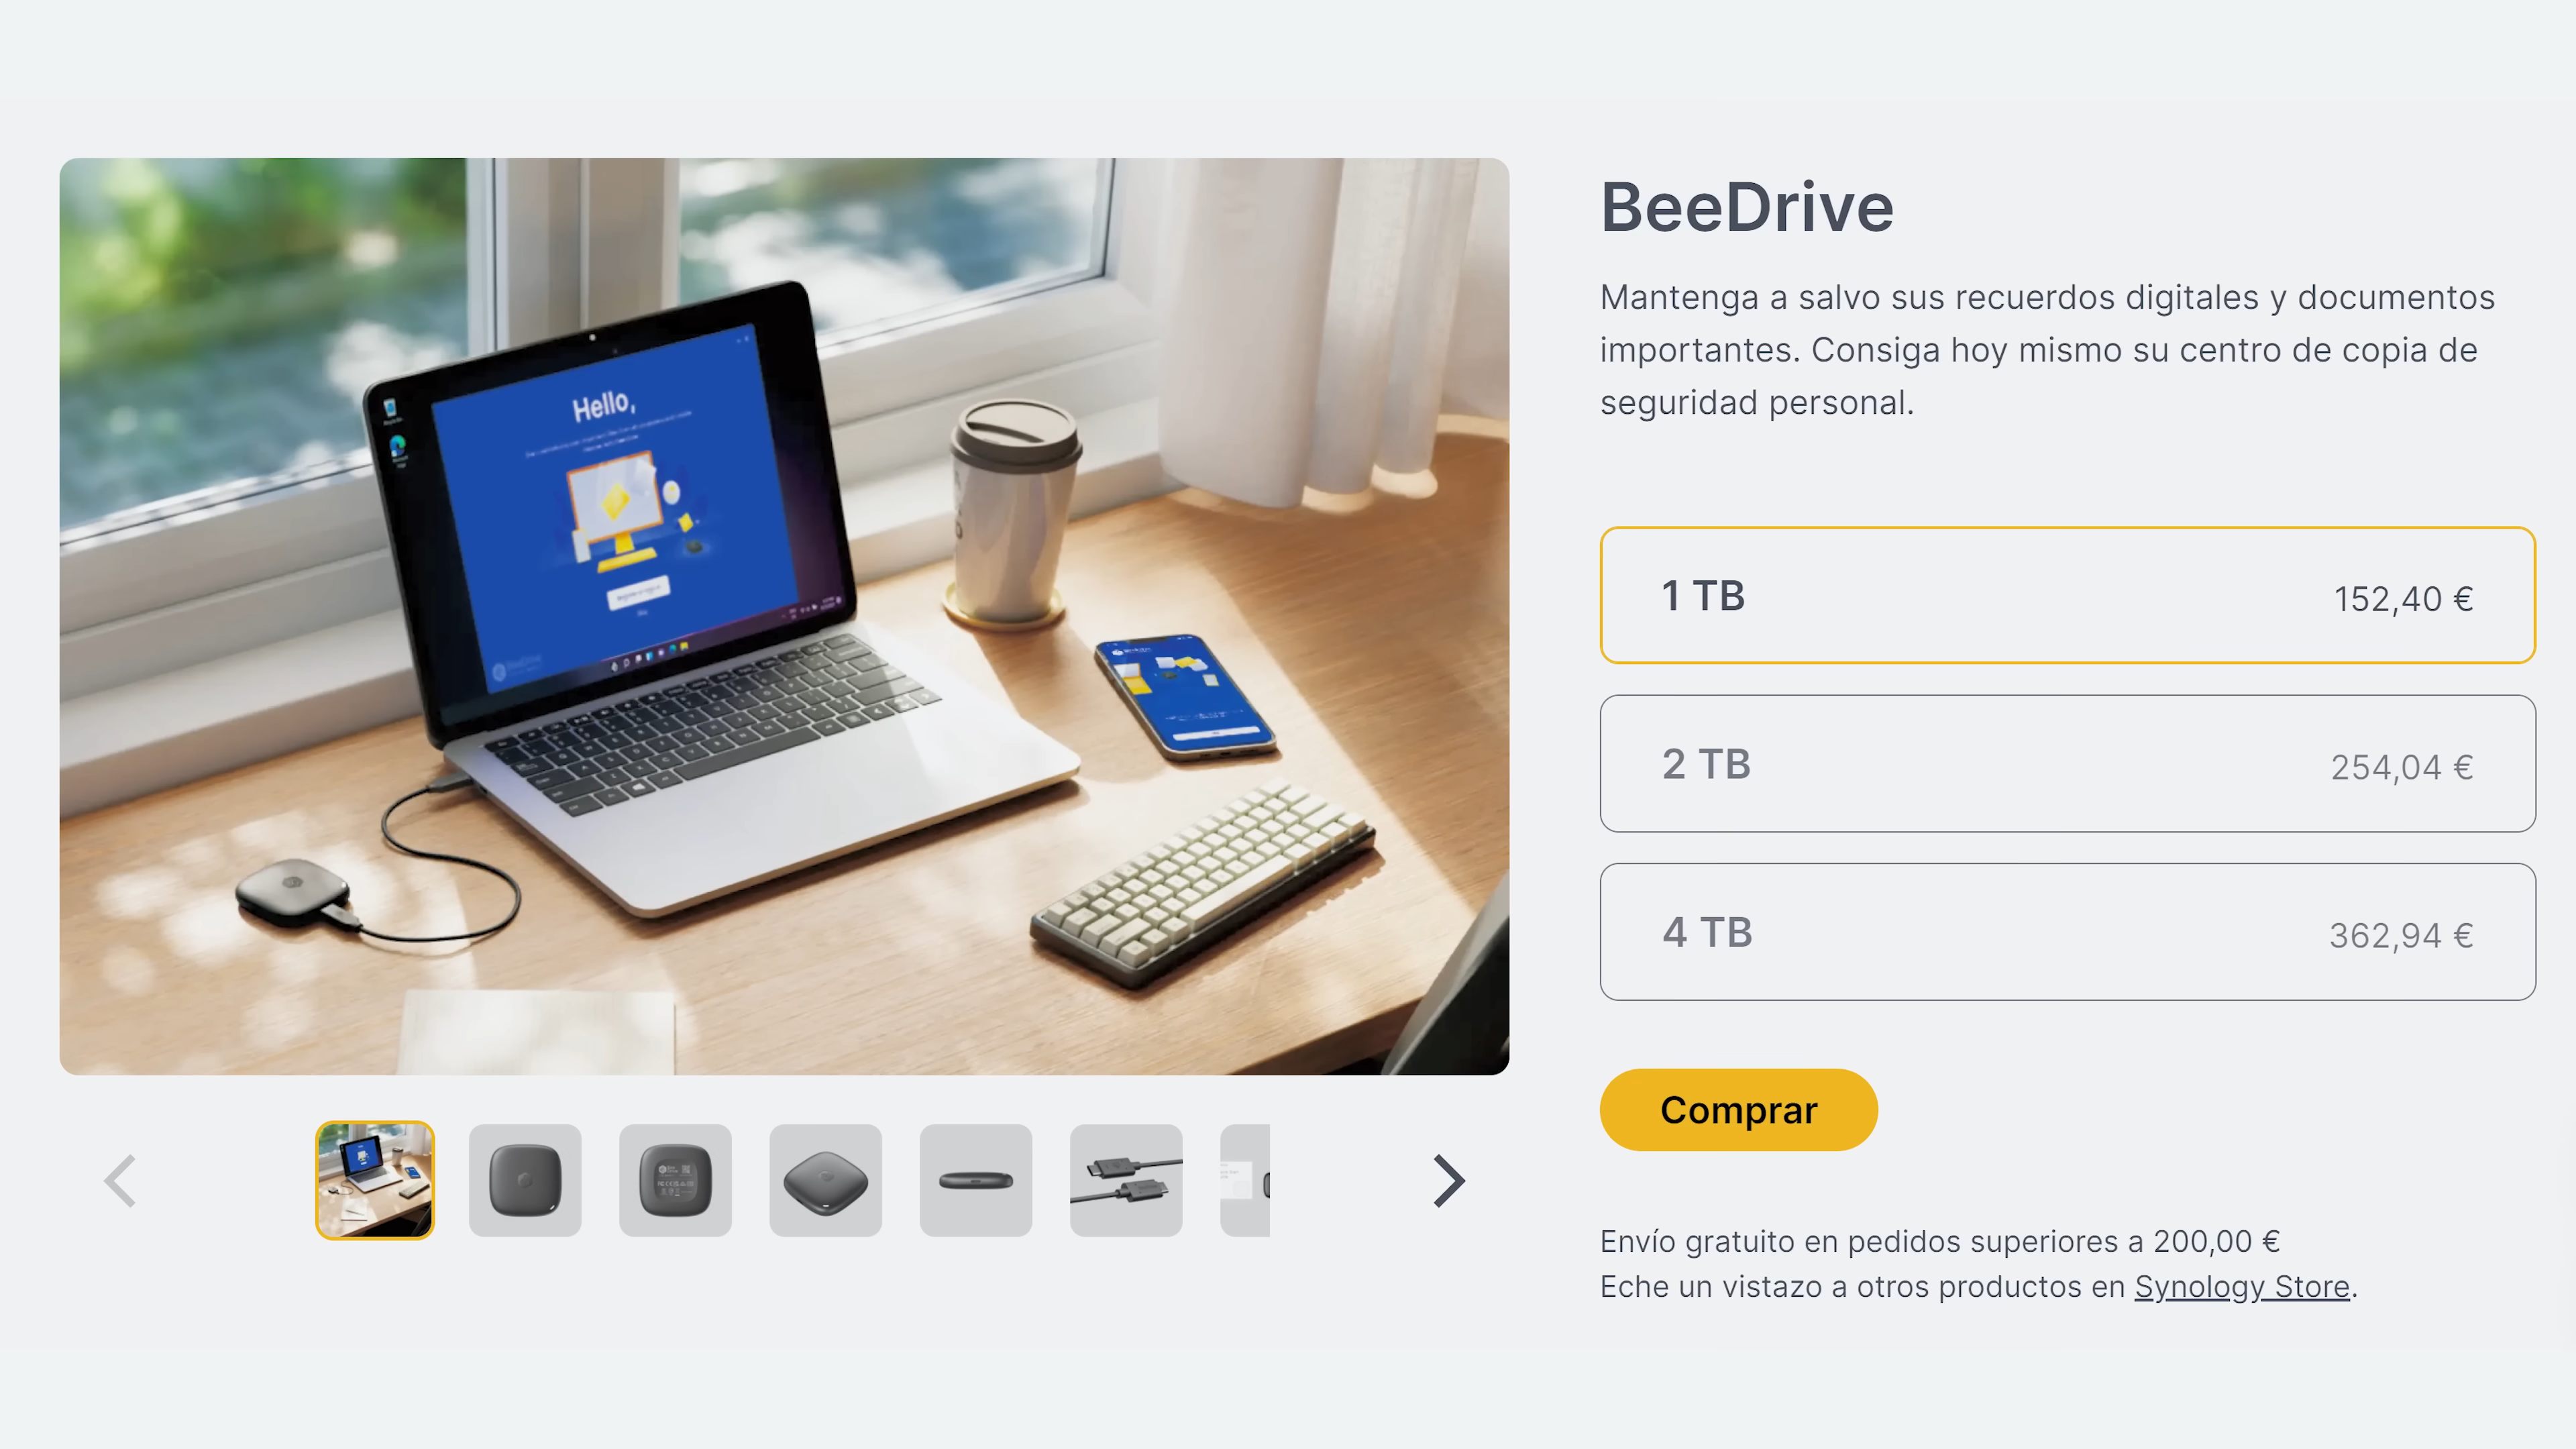 BeeDrive
Mantenga a salvo sus recuerdos digitales y documentos
importantes. Consiga hoy mismo su centro de copia de
seguridad personal.
Hello,
1 TB
152,40 €
2 TB
254,04 €
4 TB
362,94 €
Comprar
Envío gratuito en pedidos superiores a 200,00 €
Eche un vistazo a otros productos en Synology Store.